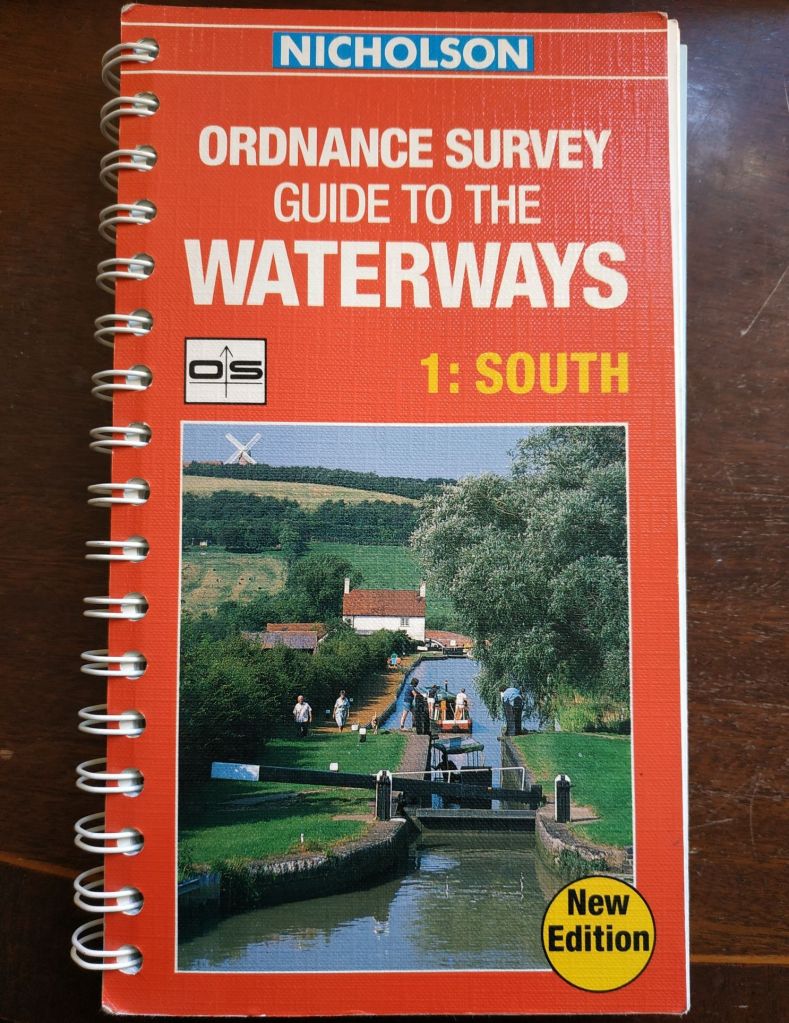 NICHOLSON
ORDNANCE SURVEY
GUIDE TO THE
WATERWAYS
OS
1: SOUTH
New
Edition